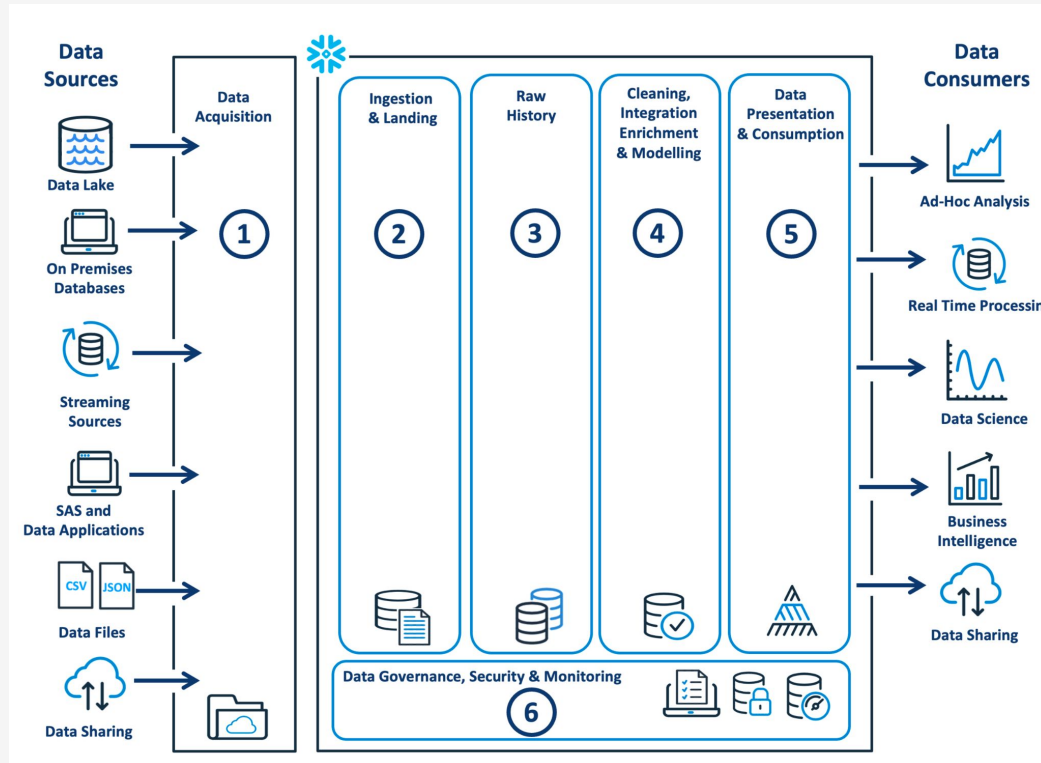 Data
Sources
Data Lake
On Premises
Databases
Streaming
Sources
SAS and
Data Applications
CSV
JSON
Data Files
Data Sharing
Data
Acquisition
1
Ingestion
& Landing
2
Raw
History
3
Cleaning,
Integration
Enrichment
& Modelling
4
Data
Presentation
& Consumption
5
Data Governance, Security & Monitoring
6
Data
Consumers
Ad-Hoc Analysis
Real Time Processin
Data Science
Business
Intelligence
Data Sharing